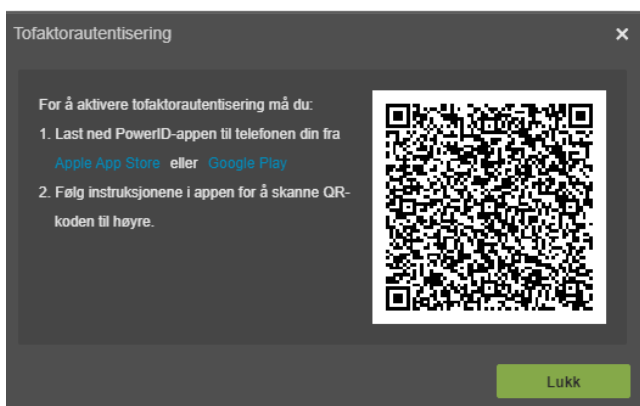 Tofaktorautentisering
For å aktivere tofaktorautentisering må du:
1. Last ned PowerID-appen til telefonen din fra
Apple App Store eller Google Play
2. Følg instruksjonene i appen for å skanne QR-
koden til høyre.
Lukk